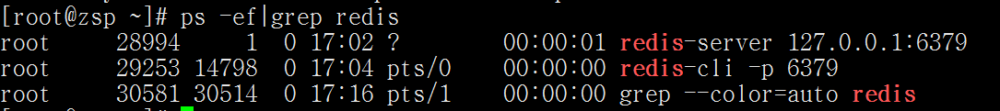 [root@zsp ~]# ps -ef|grep redis
root     28994     1  0 17:02 ?        00:00:01 redis-server 127.0.0.1:6379
root     29253 14798  0 17:04 pts/0    00:00:00 redis-cli -p 6379
root     30581 30514  0 17:16 pts/1    00:00:00 grep --color=auto redis
[root@zsp ~]#